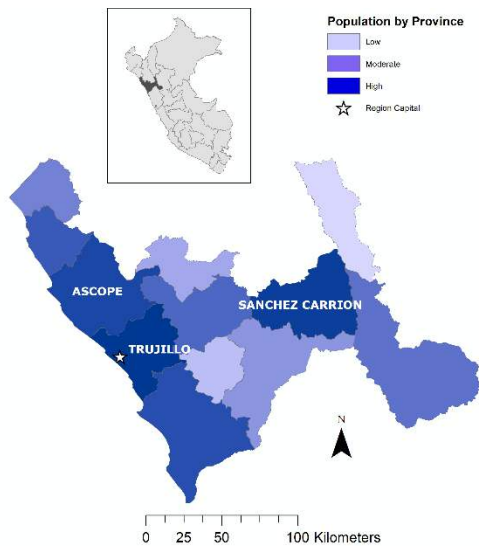 Population by Province
Low
Moderate
High
Region Capital
ASCOPE
SANCHEZ CARRION
TRUJILLO
N
0 25 50 100 Kilometers